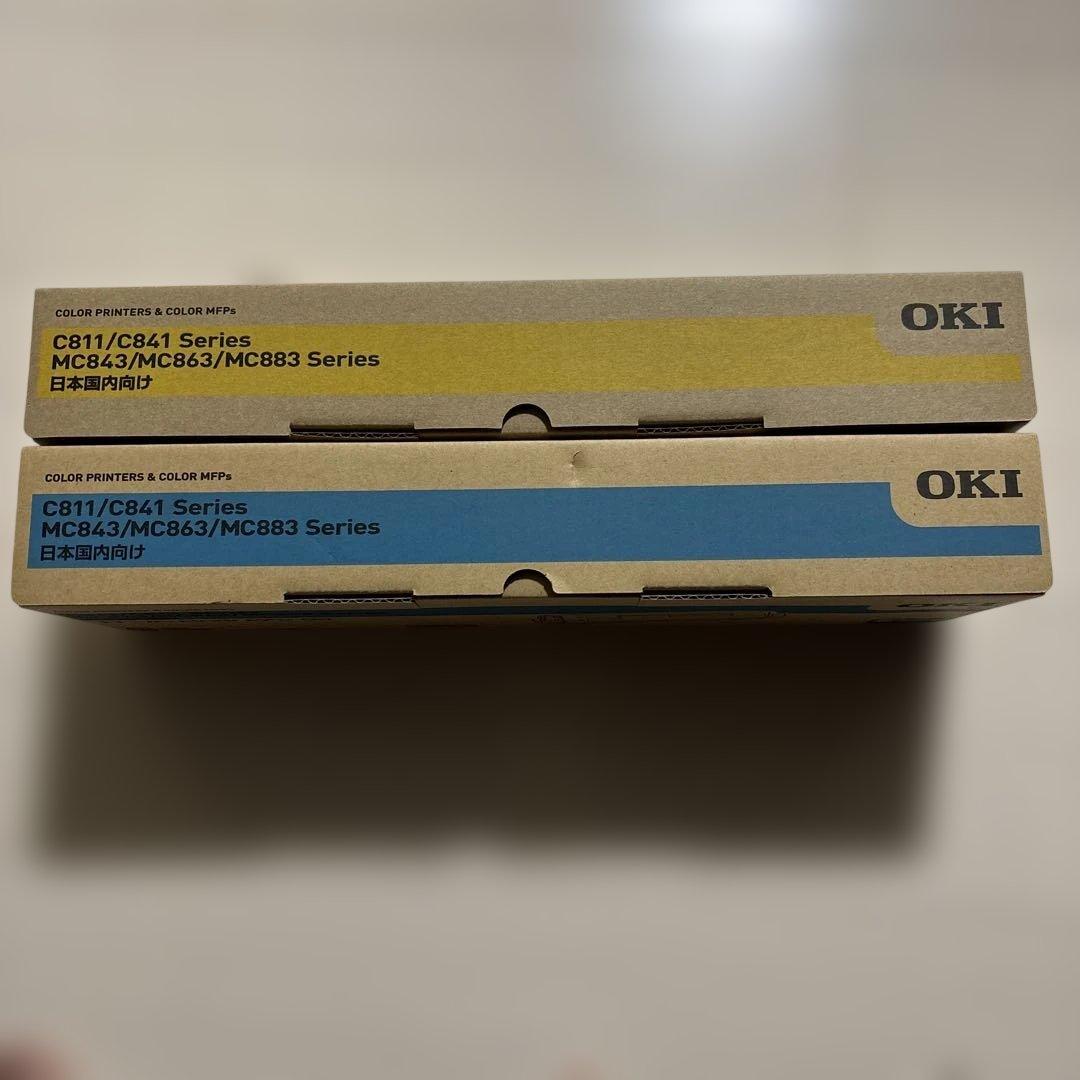 COLOR PRINTERS & COLOR MFPs
OKI
C811/C841 Series
MC843/MC863/MC883 Series
日本国内向け
COLOR PRINTERS & COLOR MFPs
OKI
C811/C841 Series
MC843/MC863/MC883 Series
日本国内向け
OKI